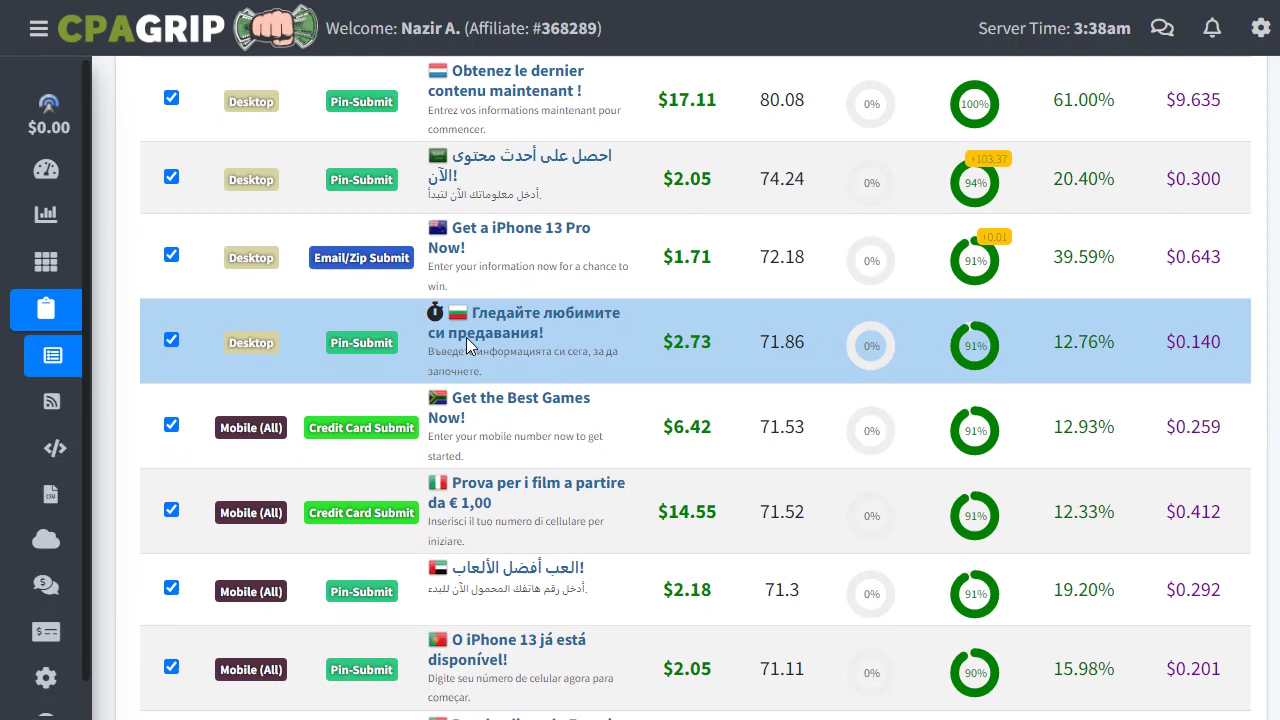 CPAGRIP
Welcome: Nazir A. (Affiliate: #368289)
Server Time: 3:38am
$0.00
Desktop
Pin-Submit
Obtenez le dernier
contenu maintenant !
Entrez vos informations maintenant pour
commencer.
$17.11
80.08
0%
100%
61.00%
$9.635
Desktop
Pin-Submit
احصل على أحدث محتوى
الآن!
أدخل معلوماتك الآن لتبدأ.
$2.05
74.24
0%
↑103.37
94%
20.40%
$0.300
Desktop
Email/Zip Submit
Get a iPhone 13 Pro
Now!
Enter your information now for a chance to
win.
$1.71
72.18
0%
↑0.01
91%
39.59%
$0.643
Desktop
Pin-Submit
Гледайте любимите
си предавания!
Въведе информацията си сега, за да
започнете.
$2.73
71.86
0%
91%
12.76%
$0.140
Mobile (All)
Credit Card Submit
Get the Best Games
Now!
Enter your mobile number now to get
started.
$6.42
71.53
0%
91%
12.93%
$0.259
Mobile (All)
Credit Card Submit
Prova per i film a partire
da € 1,00
Inserisci il tuo numero di cellulare per
iniziare.
$14.55
71.52
0%
91%
12.33%
$0.412
Mobile (All)
Pin-Submit
العب أفضل الألعاب!
أدخل رقم هاتفك المحمول الآن للبدء.
$2.18
71.3
0%
91%
19.20%
$0.292
Mobile (All)
Pin-Submit
O iPhone 13 já está
disponível!
Digite seu número de celular agora para
começar.
$2.05
71.11
0%
90%
15.98%
$0.201